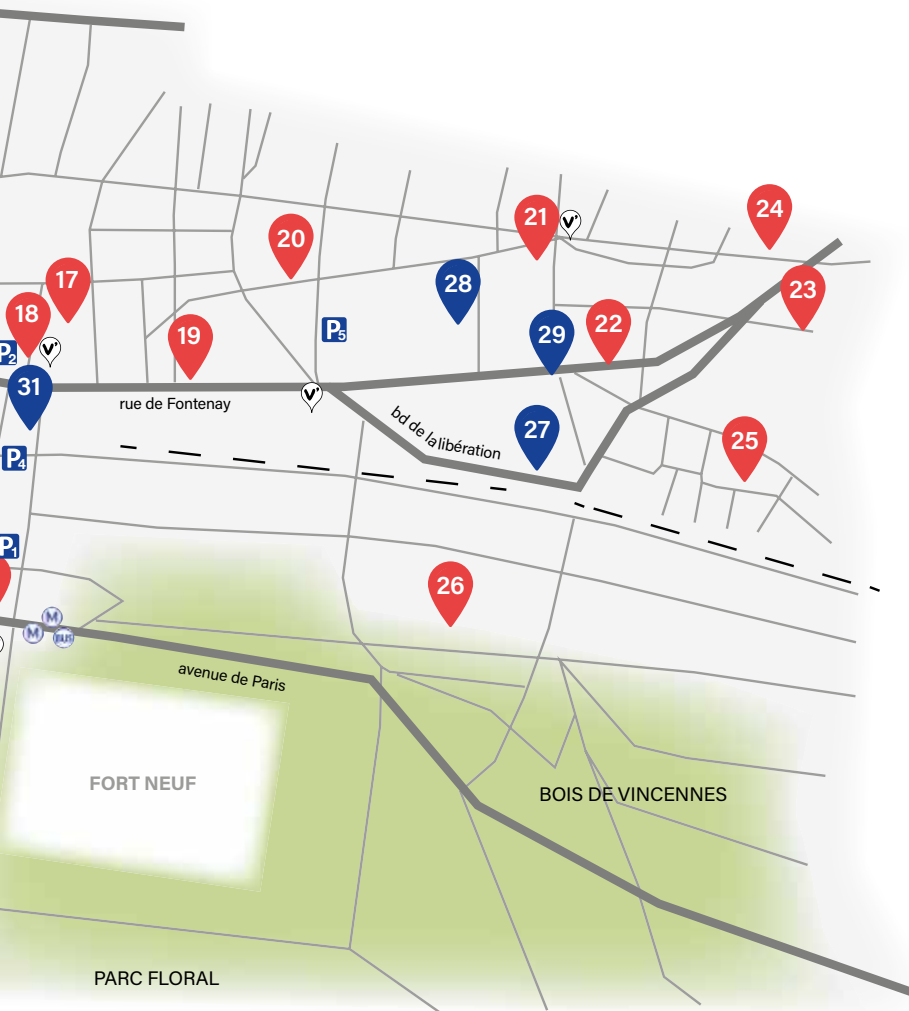 24
21
V'
20
17
28
23
18
22
P5
29
19
P2
V'
31
V'
rue de Fontenay
bd de la libération
27
25
P4
P1
26
M
M
BUS
avenue de Paris
FORT NEUF
BOIS DE VINCENNES
PARC FLORAL